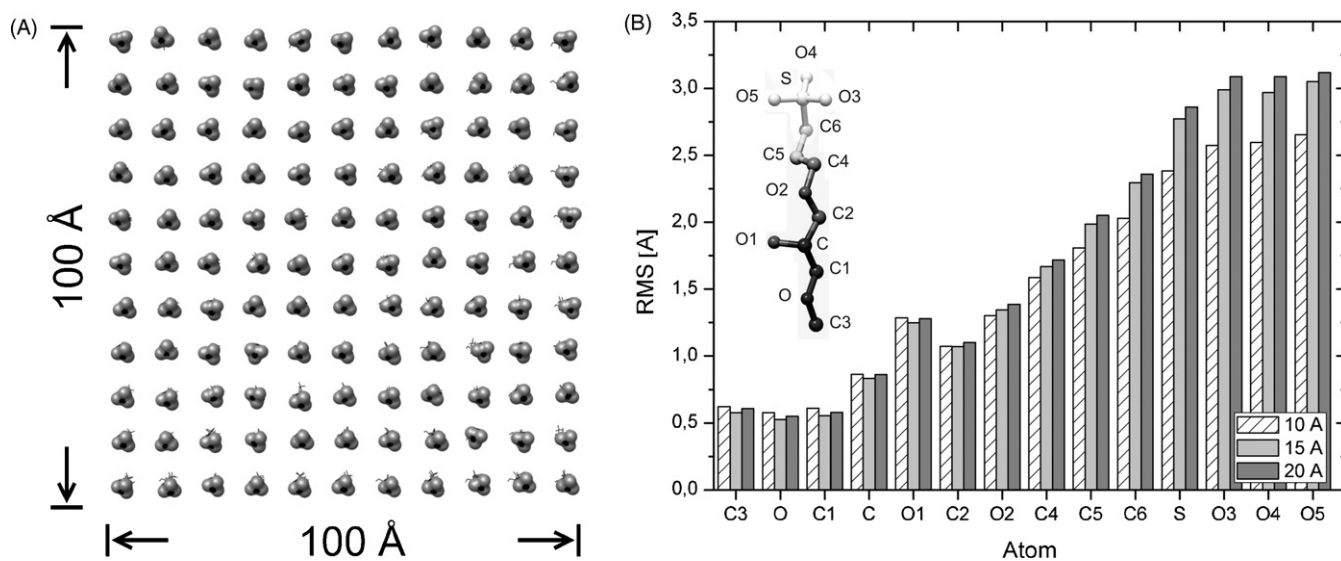 (A)
100 Å
100 Å
(B)
RMS [A]
3,5
3,0
2,5
2,0
1,5
1,0
0,5
0,0
O4
S
O5
O3
C6
C5
C4
O2
C2
O1
C
C1
O
C3
10 A
15 A
20 A
C3 O C1 C O1 C2 O2 C4 C5 C6 S O3 O4 O5
Atom